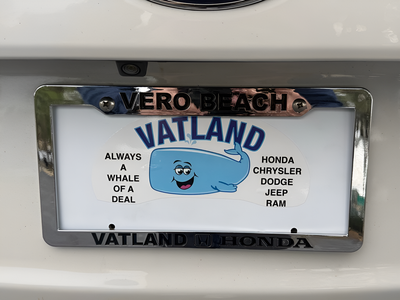 VERO BEACH
VATLAND
ALWAYS
A
WHALE
OF A
DEAL
HONDA
CHRYSLER
DODGE
JEEP
RAM
VATLAND HONDA